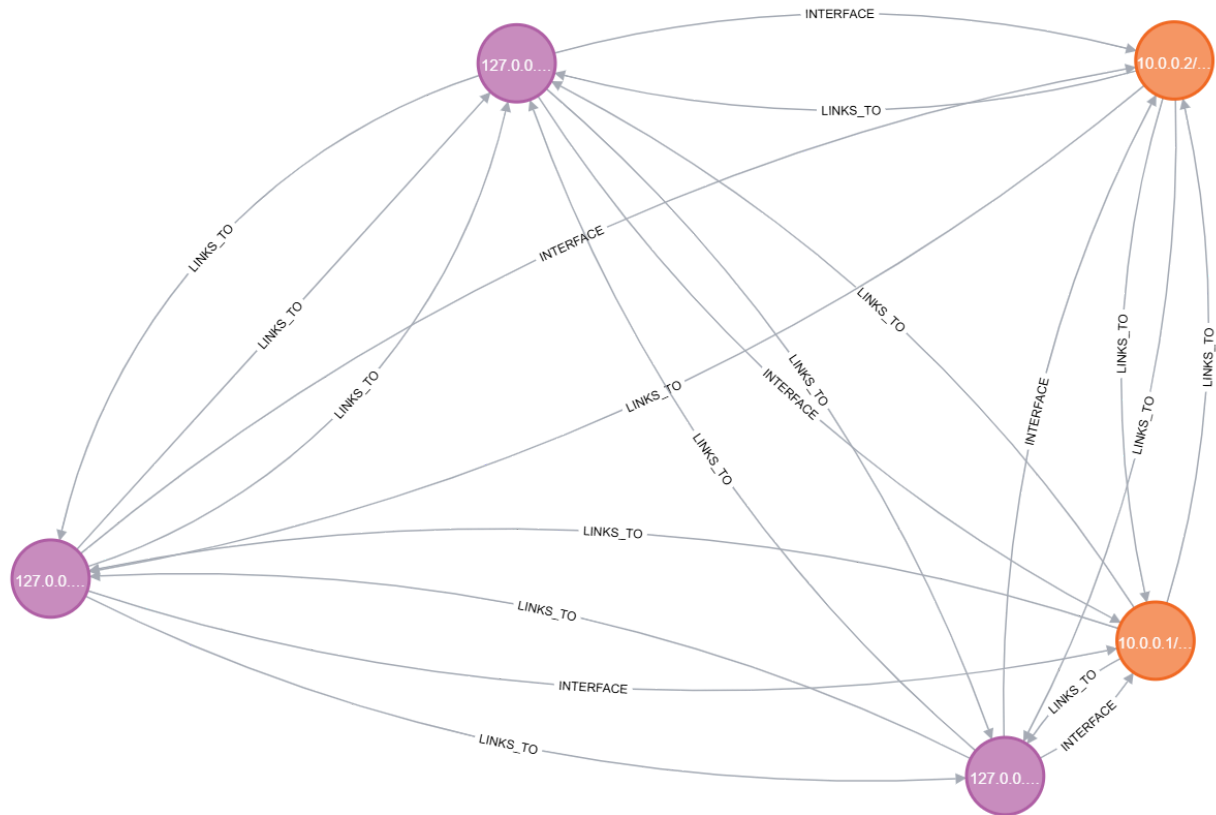 INTERFACE
127.0.0....
10.0.0.2/...
LINKS_TO
LINKS_TO
INTERFACE
LINKS_TO
LINKS_TO
LINKS_TO
LINKS_TO
LINKS_TO
LINKS_TO
INTERFACE
LINKS_TO
LINKS_TO
INTERFACE
LINKS_TO
LINKS_TO
LINKS_TO
127.0.0....
LINKS_TO
10.0.0.1/...
INTERFACE
LINKS_TO
INTERFACE
LINKS_TO
127.0.0....